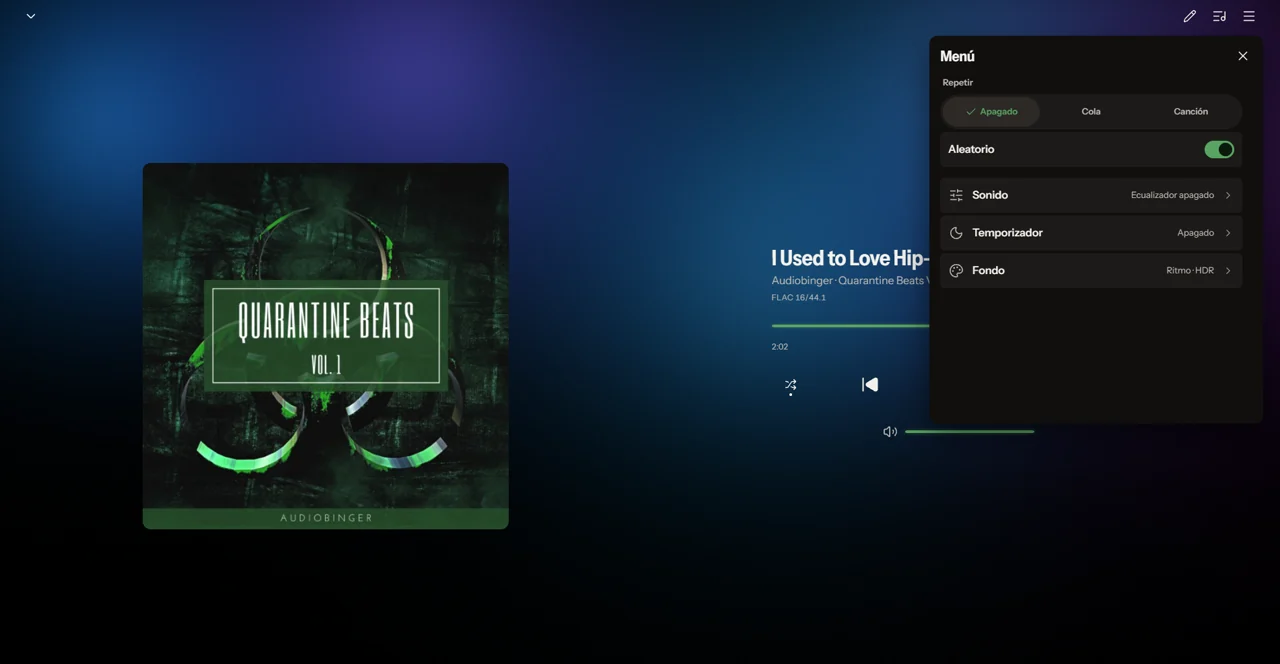 Menú
Repetir
Apagado
Cola
Canción
Aleatorio
Sonido
Ecualizador apagado
Temporizador
Apagado
Fondo
Ritmo · HDR
QUARANTINE BEATS
VOL. 1
AUDIOBINGER
I Used to Love Hip-
Audiobinger · Quarantine Beats
FLAC 16/44.1
2:02